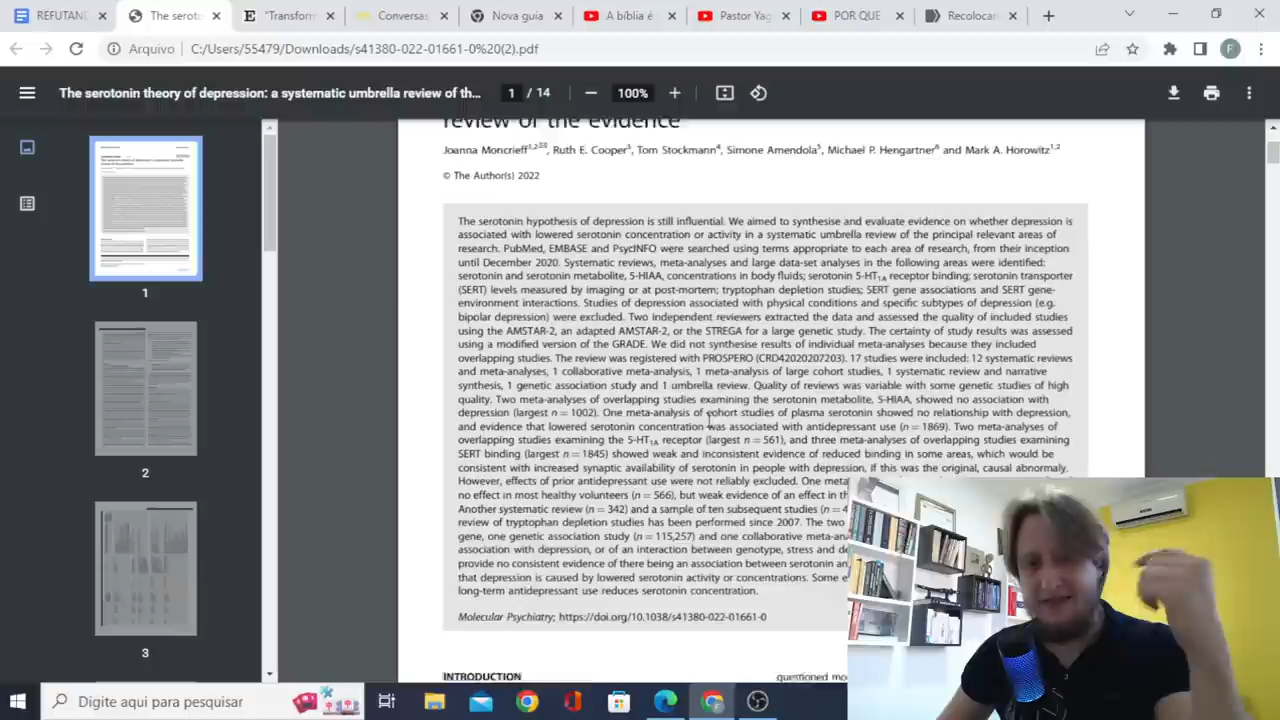 REFUTAND
The serot
"Transform
Conversas
Nova guia
A bíblia é
Pastor Yag
POR QUE
Recoloca
Arquivo
C:/Users/55479/Downloads/s41380-022-01661-0%20(2).pdf
F
The serotonin theory of depression: a systematic umbrella review of th...
1 / 14
100%
1
2
3
review of the evidence
Joanna Moncrieff1,2, Ruth E. Cooper3, Tom Stockmann4, Simone Amendola5, Michael P. Hengartner6 and Mark A. Horowitz1,2
© The Author(s) 2022
The serotonin hypothesis of depression is still influential. We aimed to synthesise and evaluate evidence on whether depression is
associated with lowered serotonin concentration or activity in a systematic umbrella review of the principal relevant areas of
research. PubMed, EMBASE and PsycINFO were searched using terms appropriate to each area of research, from their inception
until December 2020. Systematic reviews, meta-analyses and large data-set analyses in the following areas were identified:
serotonin and serotonin metabolite, 5-HIAA, concentrations in body fluids; serotonin 5-HT1A receptor binding; serotonin transporter
(SERT) levels measured by imaging or at post-mortem; tryptophan depletion studies; SERT gene associations and SERT gene-
environment interactions. Studies of depression associated with physical conditions and specific subtypes of depression (e.g.
bipolar depression) were excluded. Two independent reviewers extracted the data and assessed the quality of included studies
using the AMSTAR-2, an adapted AMSTAR-2, or the STREGA for a large genetic study. The certainty of study results was assessed
using a modified version of the GRADE. We did not synthesise results of individual meta-analyses because they included
overlapping studies. The review was registered with PROSPERO (CRD42020207203). 17 studies were included: 12 systematic reviews
and meta-analyses, 1 collaborative meta-analysis, 1 meta-analysis of large cohort studies, 1 systematic review and narrative
synthesis, 1 genetic association study and 1 umbrella review. Quality of reviews was variable with some genetic studies of high
quality. Two meta-analyses of overlapping studies examining the serotonin metabolite, 5-HIAA, showed no association with
depression (largest n = 1002). One meta-analysis of cohort studies of plasma serotonin showed no relationship with depression,
and evidence that lowered serotonin concentration was associated with antidepressant use (n = 1869). Two meta-analyses of
overlapping studies examining the 5-HT1A receptor (largest n = 561), and three meta-analyses of overlapping studies examining
SERT binding (largest n = 1845) showed weak and inconsistent evidence of reduced binding in some areas, which would be
consistent with increased synaptic availability of serotonin in people with depression, if this was the original, causal abnormaly.
However, effects of prior antidepressant use were not reliably excluded. One meta
no effect in most healthy volunteers (n = 566), but weak evidence of an effect in th
Another systematic review (n = 342) and a sample of ten subsequent studies (n = 4
review of tryptophan depletion studies has been performed since 2007. The two
gene, one genetic association study (n = 115,257) and one collaborative meta-an
association with depression, or of an interaction between genotype, stress and de
provide no consistent evidence of there being an association between serotonin an
that depression is caused by lowered serotonin activity or concentrations. Some e
long-term antidepressant use reduces serotonin concentration.
Molecular Psychiatry; https://doi.org/10.1038/s41380-022-01661-0
INTRODUCTION
questioned mo
Digite aqui para pesquisar